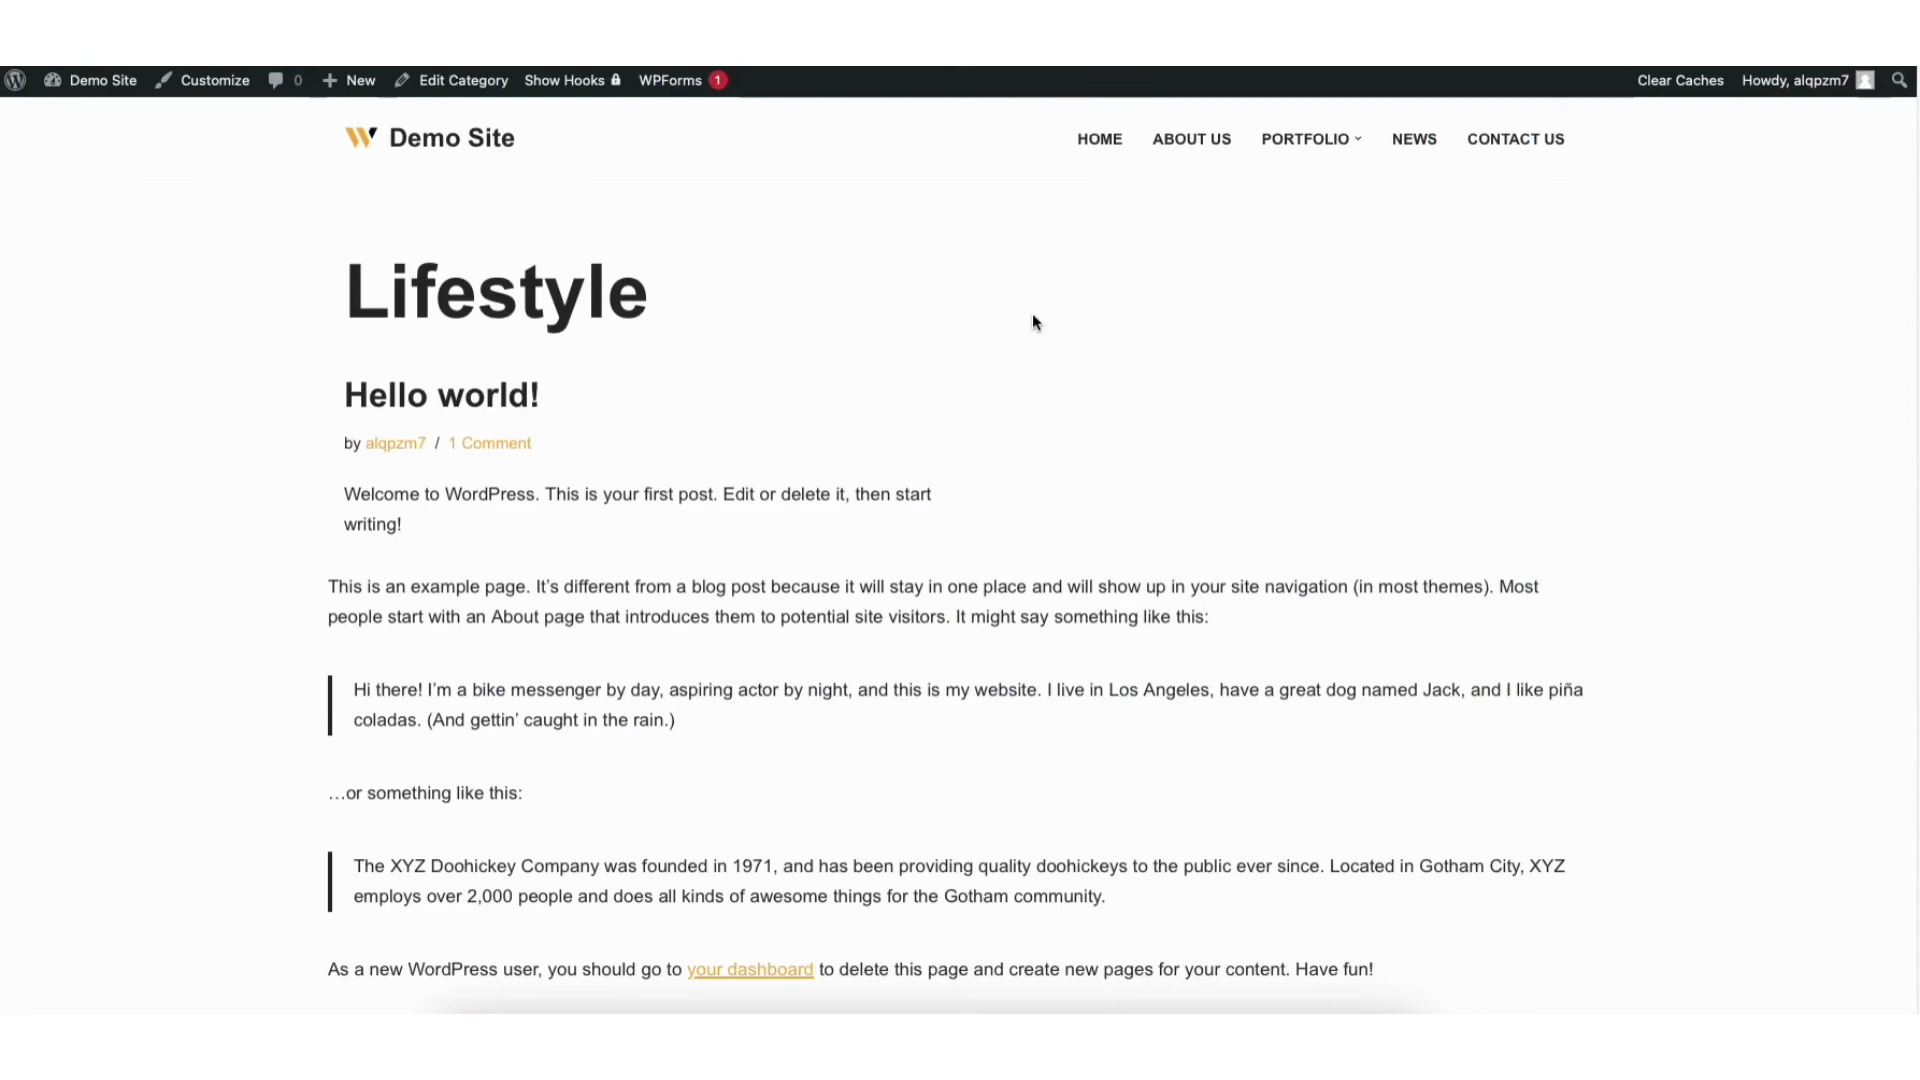 Demo Site Customize 0 New Edit Category Show Hooks WPForms 1 Clear Caches Howdy, alqpzm7
Demo Site HOME ABOUT US PORTFOLIO NEWS CONTACT US
Lifestyle
Hello world!
by alqpzm7 / 1 Comment
Welcome to WordPress. This is your first post. Edit or delete it, then start
writing!
This is an example page. It’s different from a blog post because it will stay in one place and will show up in your site navigation (in most themes). Most
people start with an About page that introduces them to potential site visitors. It might say something like this:
Hi there! I’m a bike messenger by day, aspiring actor by night, and this is my website. I live in Los Angeles, have a great dog named Jack, and I like piña
coladas. (And gettin’ caught in the rain.)
…or something like this:
The XYZ Doohickey Company was founded in 1971, and has been providing quality doohickeys to the public ever since. Located in Gotham City, XYZ
employs over 2,000 people and does all kinds of awesome things for the Gotham community.
As a new WordPress user, you should go to your dashboard to delete this page and create new pages for your content. Have fun!